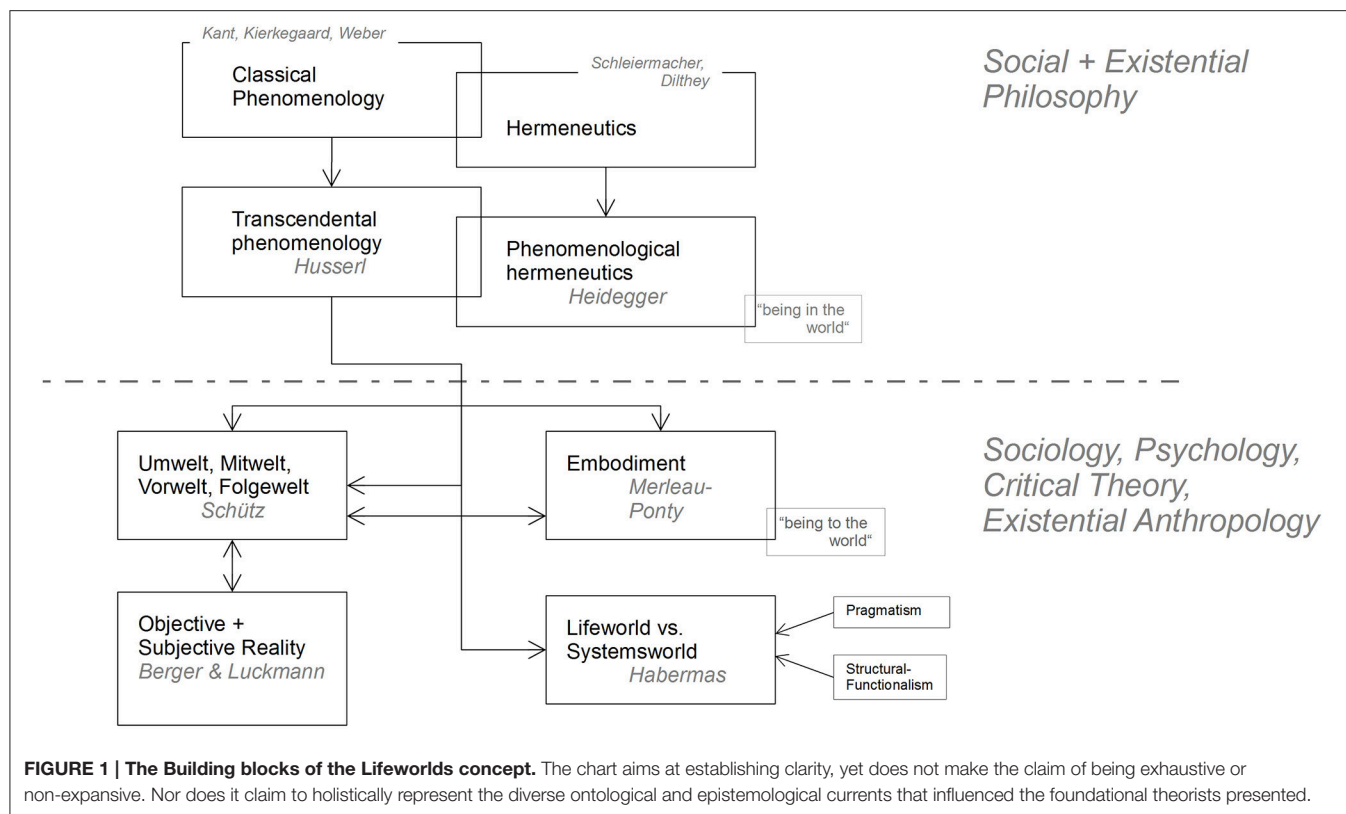 Kant, Kierkegaard, Weber
Classical
Phenomenology
Schleiermacher,
Dilthey
Hermeneutics
Social + Existential
Philosophy
Transcendental
phenomenology
Husserl
Phenomenological
hermeneutics
Heidegger
"being in the
world"
Umwelt, Mitwelt,
Vorwelt, Folgewelt
Schütz
Embodiment
Merleau-
Ponty
"being to the
world"
Sociology, Psychology,
Critical Theory,
Existential Anthropology
Objective +
Subjective Reality
Berger & Luckmann
Lifeworld vs.
Systemsworld
Habermas
Pragmatism
Structural-
Functionalism
FIGURE 1 | The Building blocks of the Lifeworlds concept. The chart aims at establishing clarity, yet does not make the claim of being exhaustive or
non-expansive. Nor does it claim to holistically represent the diverse ontological and epistemological currents that influenced the foundational theorists presented.